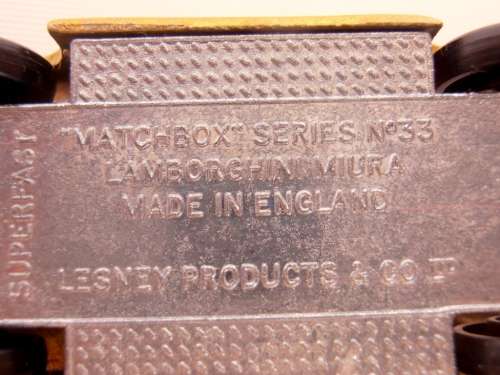 "MATCHBOX" SERIES Nº33
LAMBORGHINI MIURA
MADE IN ENGLAND
LESNEY PRODUCTS & CO LTD
SUPERFAST